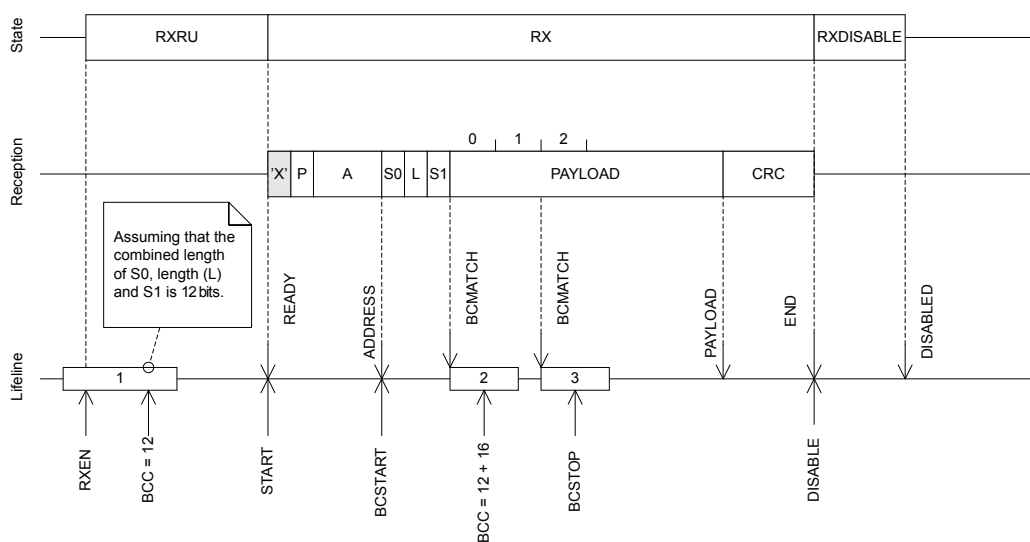 State
RXRU
RX
RXDISABLE
Reception
0
1
2
'X'
P
A
S0
L
S1
PAYLOAD
CRC
Assuming that the
combined length
of S0, length (L)
and S1 is 12 bits.
READY
ADDRESS
BCMATCH
BCMATCH
PAYLOAD
END
DISABLED
Lifeline
1
2
3
RXEN
BCC = 12
START
BCSTART
BCC = 12 + 16
BCSTOP
DISABLE